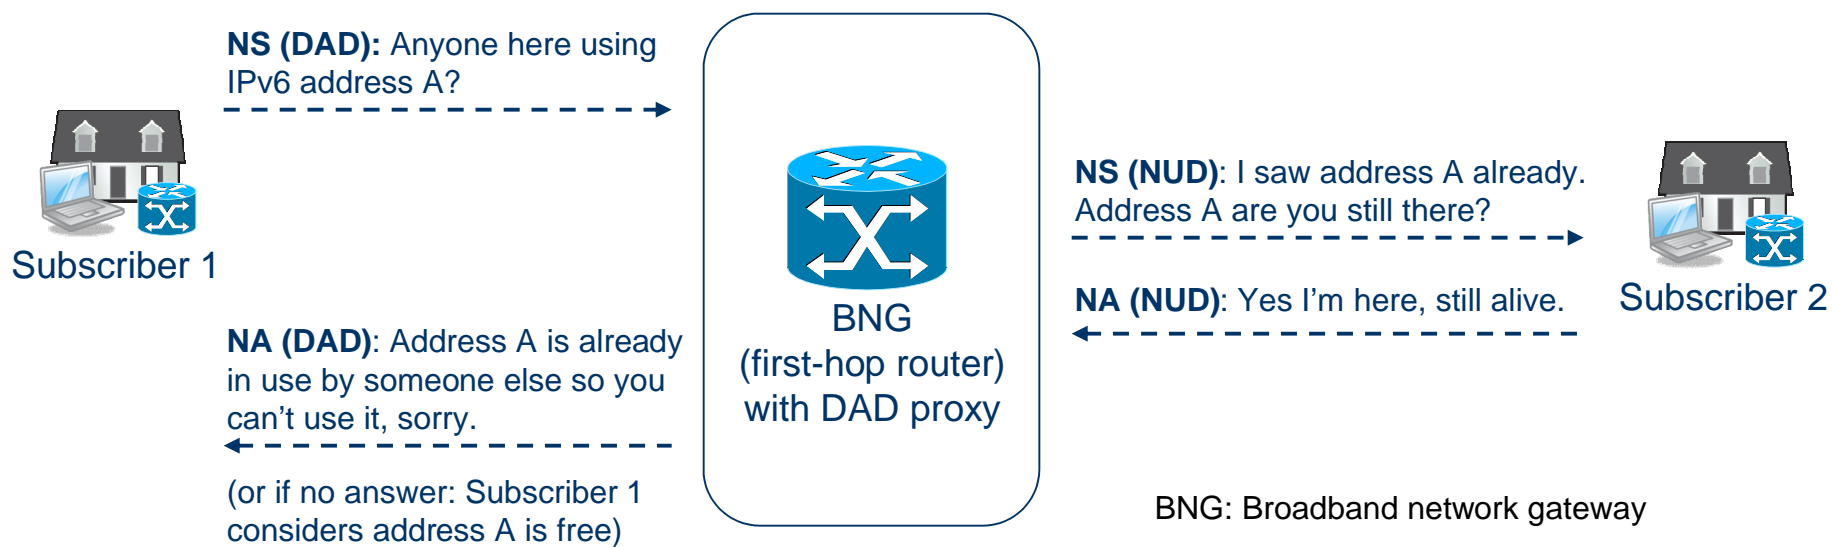 NS (DAD): Anyone here using
IPv6 address A?
Subscriber 1
NA (DAD): Address A is already
in use by someone else so you
can’t use it, sorry.
(or if no answer: Subscriber 1
considers address A is free)
BNG
(first-hop router)
with DAD proxy
NS (NUD): I saw address A already.
Address A are you still there?
NA (NUD): Yes I’m here, still alive.
Subscriber 2
BNG: Broadband network gateway